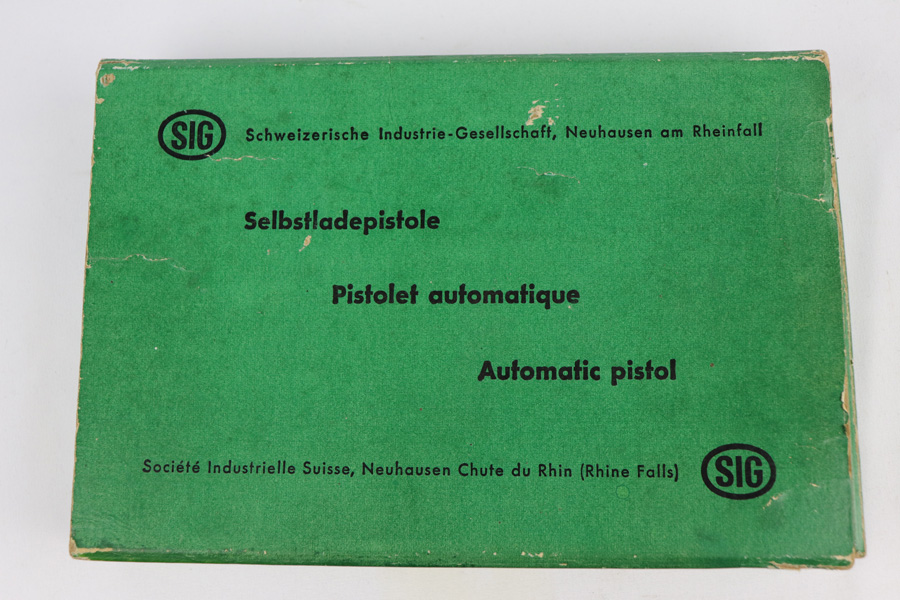 SIG Schweizerische Industrie-Gesellschaft, Neuhausen am Rheinfall
Selbstladepistole
Pistolet automatique
Automatic pistol
Société Industrielle Suisse, Neuhausen Chute du Rhin (Rhine Falls) SIG